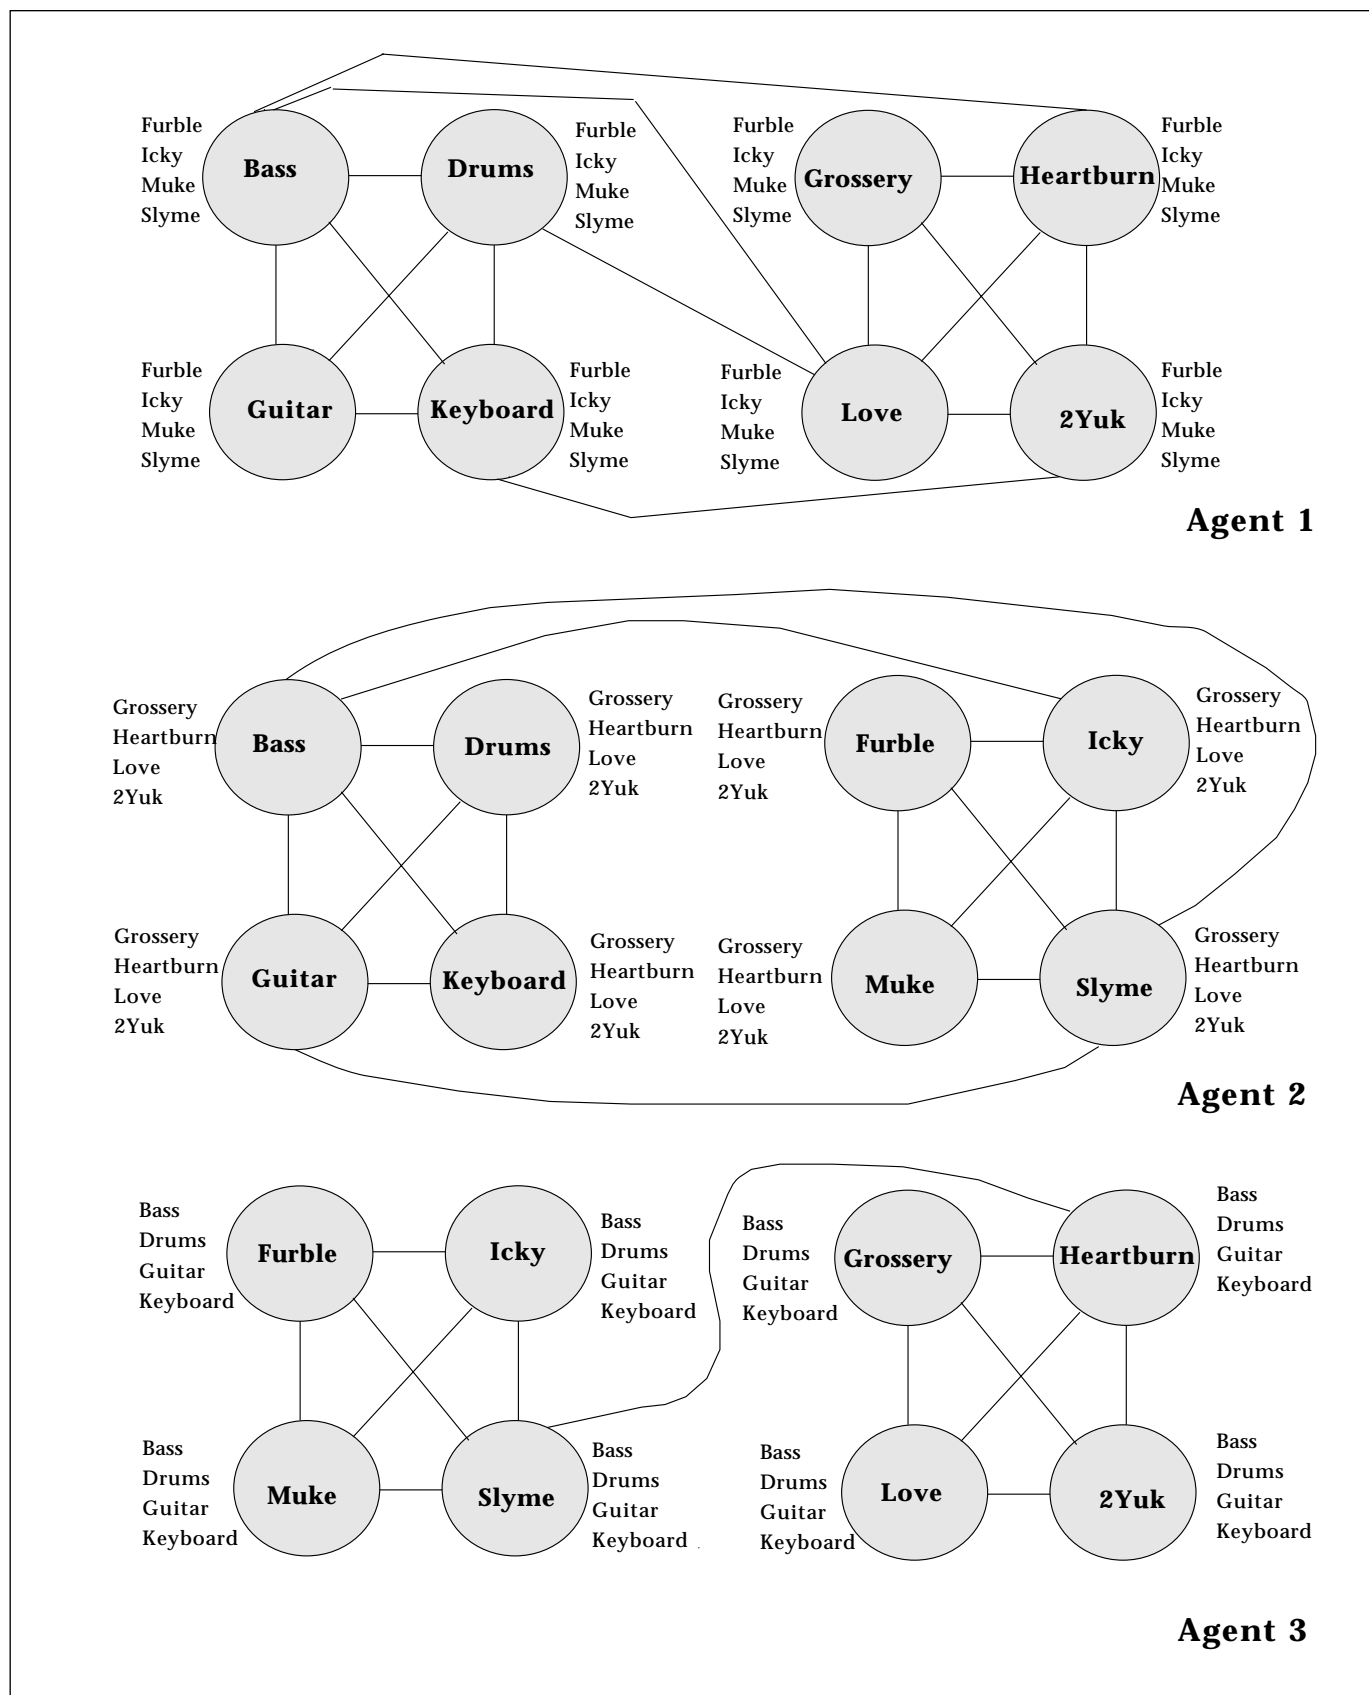 Furble
Icky
Muke
Slyme
Bass
Drums
Furble
Icky
Muke
Slyme
Furble
Icky
Muke
Slyme
Grossery
Heartburn
Furble
Icky
Muke
Slyme
Furble
Icky
Muke
Slyme
Guitar
Keyboard
Furble
Icky
Muke
Slyme
Furble
Icky
Muke
Slyme
Love
2Yuk
Furble
Icky
Muke
Slyme
Agent 1
Grossery
Heartburn
Love
2Yuk
Bass
Drums
Grossery
Heartburn
Love
2Yuk
Grossery
Heartburn
Love
2Yuk
Furble
Icky
Grossery
Heartburn
Love
2Yuk
Grossery
Heartburn
Love
2Yuk
Guitar
Keyboard
Grossery
Heartburn
Love
2Yuk
Grossery
Heartburn
Love
2Yuk
Muke
Slyme
Grossery
Heartburn
Love
2Yuk
Agent 2
Bass
Drums
Guitar
Keyboard
Furble
Icky
Bass
Drums
Guitar
Keyboard
Bass
Drums
Guitar
Keyboard
Grossery
Heartburn
Bass
Drums
Guitar
Keyboard
Bass
Drums
Guitar
Keyboard
Muke
Slyme
Bass
Drums
Guitar
Keyboard
Bass
Drums
Guitar
Keyboard
Love
2Yuk
Bass
Drums
Guitar
Keyboard
Agent 3